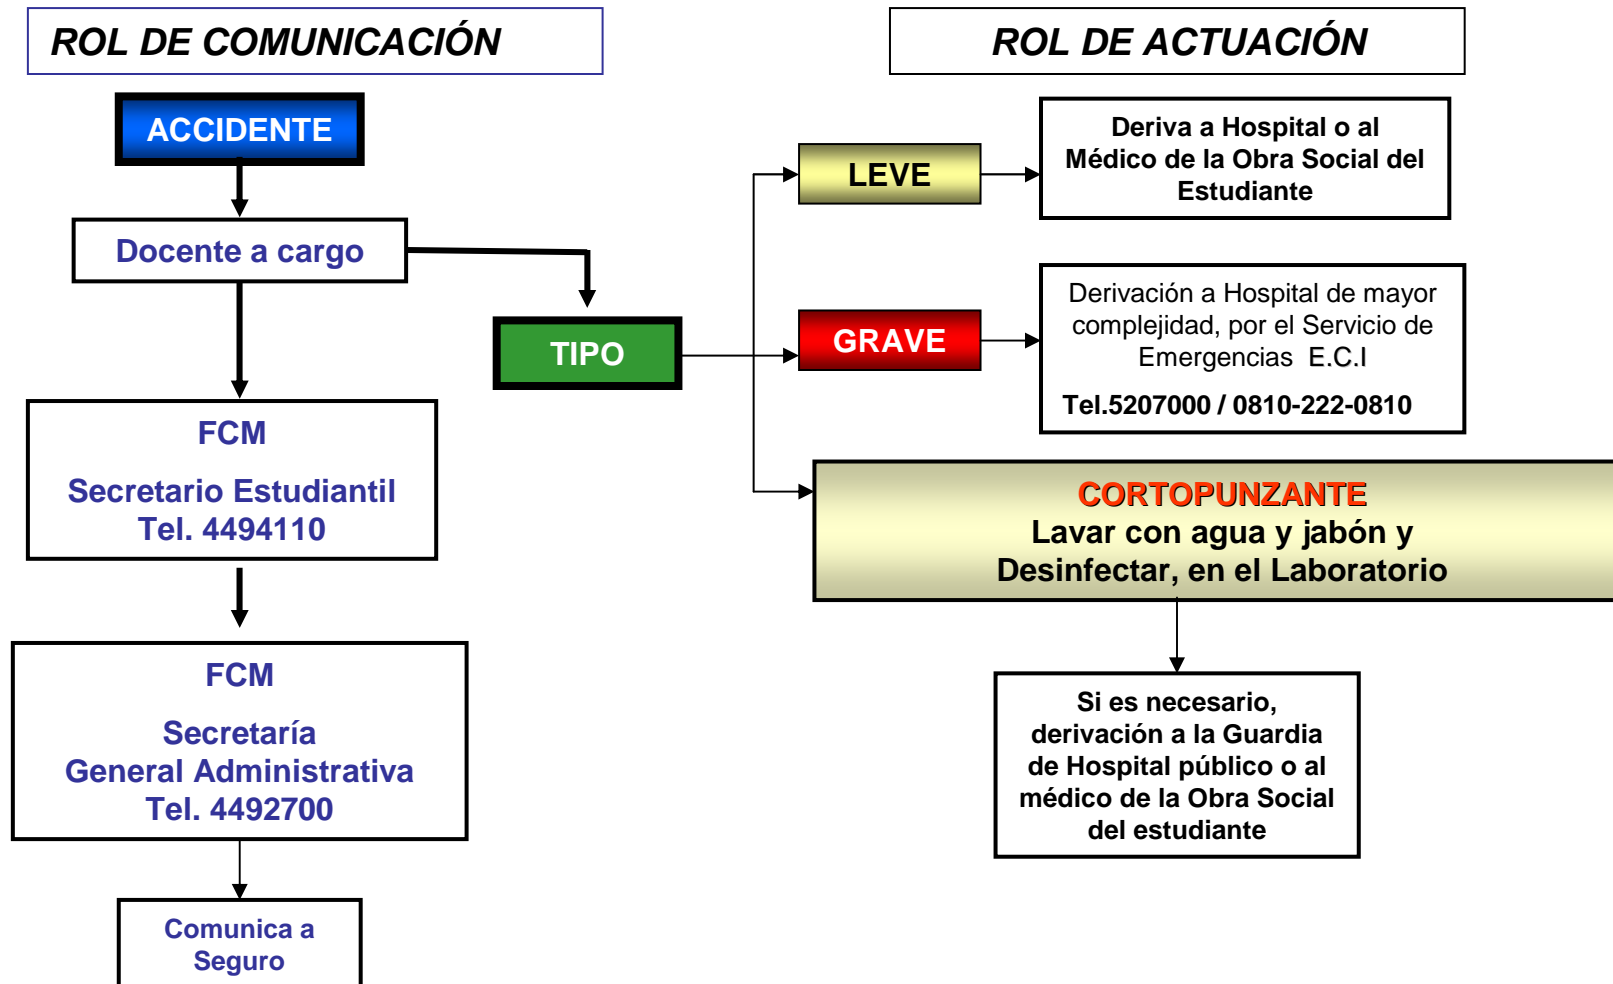 ROL DE COMUNICACIÓN
ACCIDENTE
Docente a cargo
TIPO
FCM
Secretario Estudiantil
Tel. 4494110
FCM
Secretaría
General Administrativa
Tel. 4492700
Comunica a
Seguro
ROL DE ACTUACIÓN
LEVE
Deriva a Hospital o al
Médico de la Obra Social del
Estudiante
GRAVE
Derivación a Hospital de mayor
complejidad, por el Servicio de
Emergencias E.C.I
Tel.5207000 / 0810-222-0810
CORTOPUNZANTE
Lavar con agua y jabón y
Desinfectar, en el Laboratorio
Si es necesario,
derivación a la Guardia
de Hospital público o al
médico de la Obra Social
del estudiante